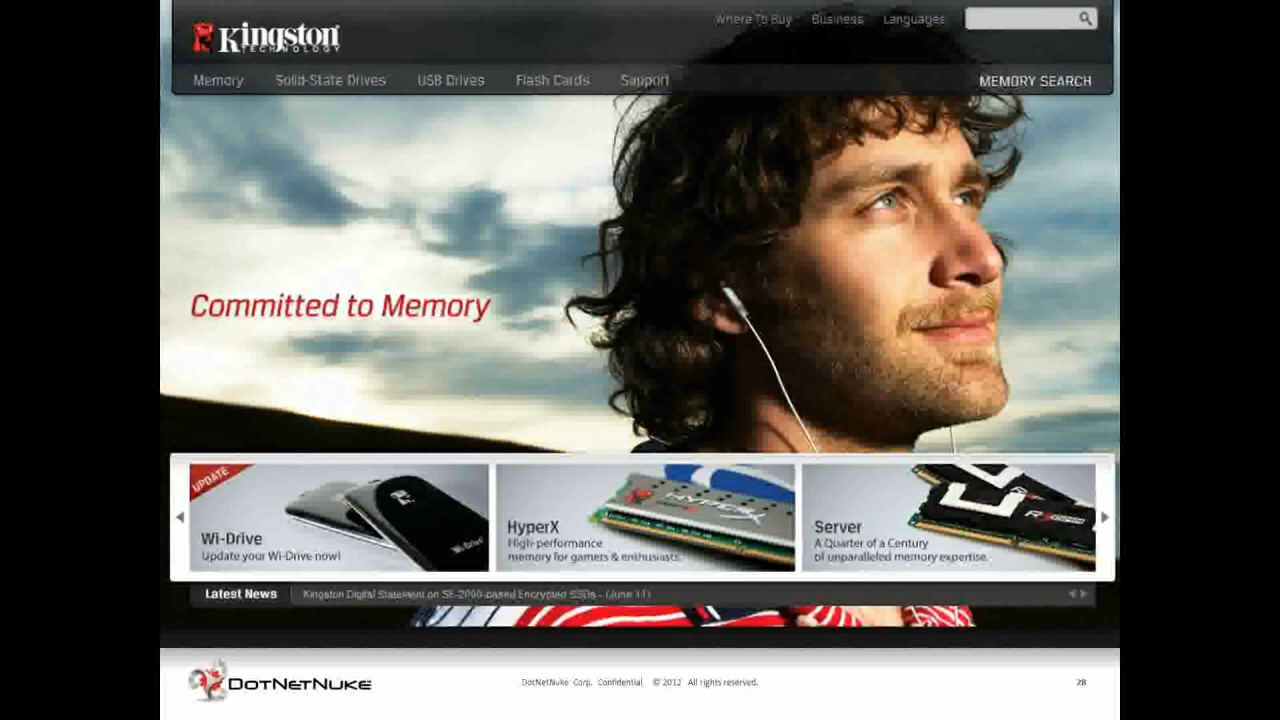 Where To Buy Business Languages
Kingston
TECHNOLOGY
Memory Solid-State Drives USB Drives Flash Cards Support MEMORY SEARCH
Committed to Memory
UPDATE
Wi-Drive
Update your Wi-Drive now!
Wi-Drive
HyperX
High-performance
memory for gamers & enthusiasts.
HYPERX
Server
A Quarter of a Century
of unparalleled memory expertise.
Latest News Kingston Digital Statement on SF-2000-based Encrypted SSDs - (June 11)
DotNetNuke
DotNetNuke Corp. Confidential © 2012 All rights reserved.
28